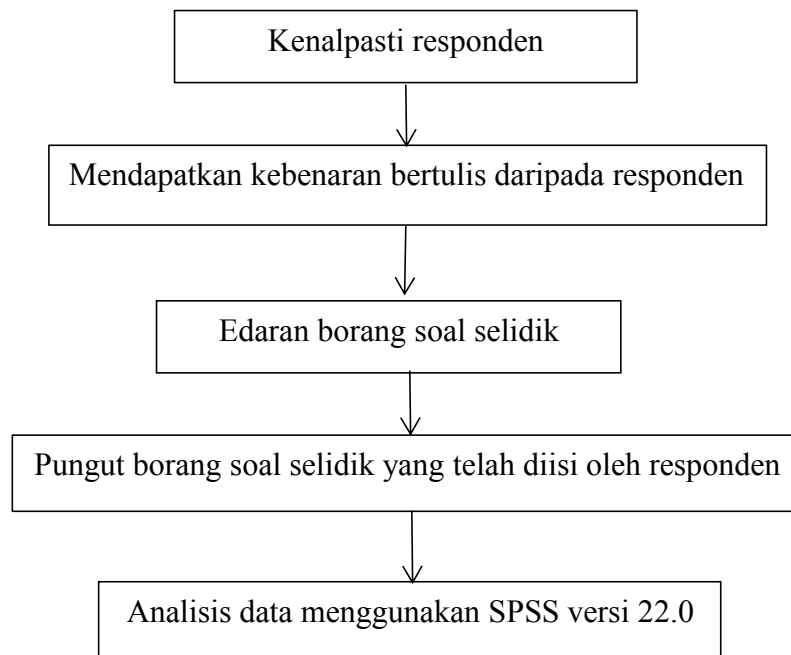 Kenalpasti responden
Mendapatkan kebenaran bertulis daripada responden
Edaran borang soal selidik
Pungut borang soal selidik yang telah diisi oleh responden
Analisis data menggunakan SPSS versi 22.0